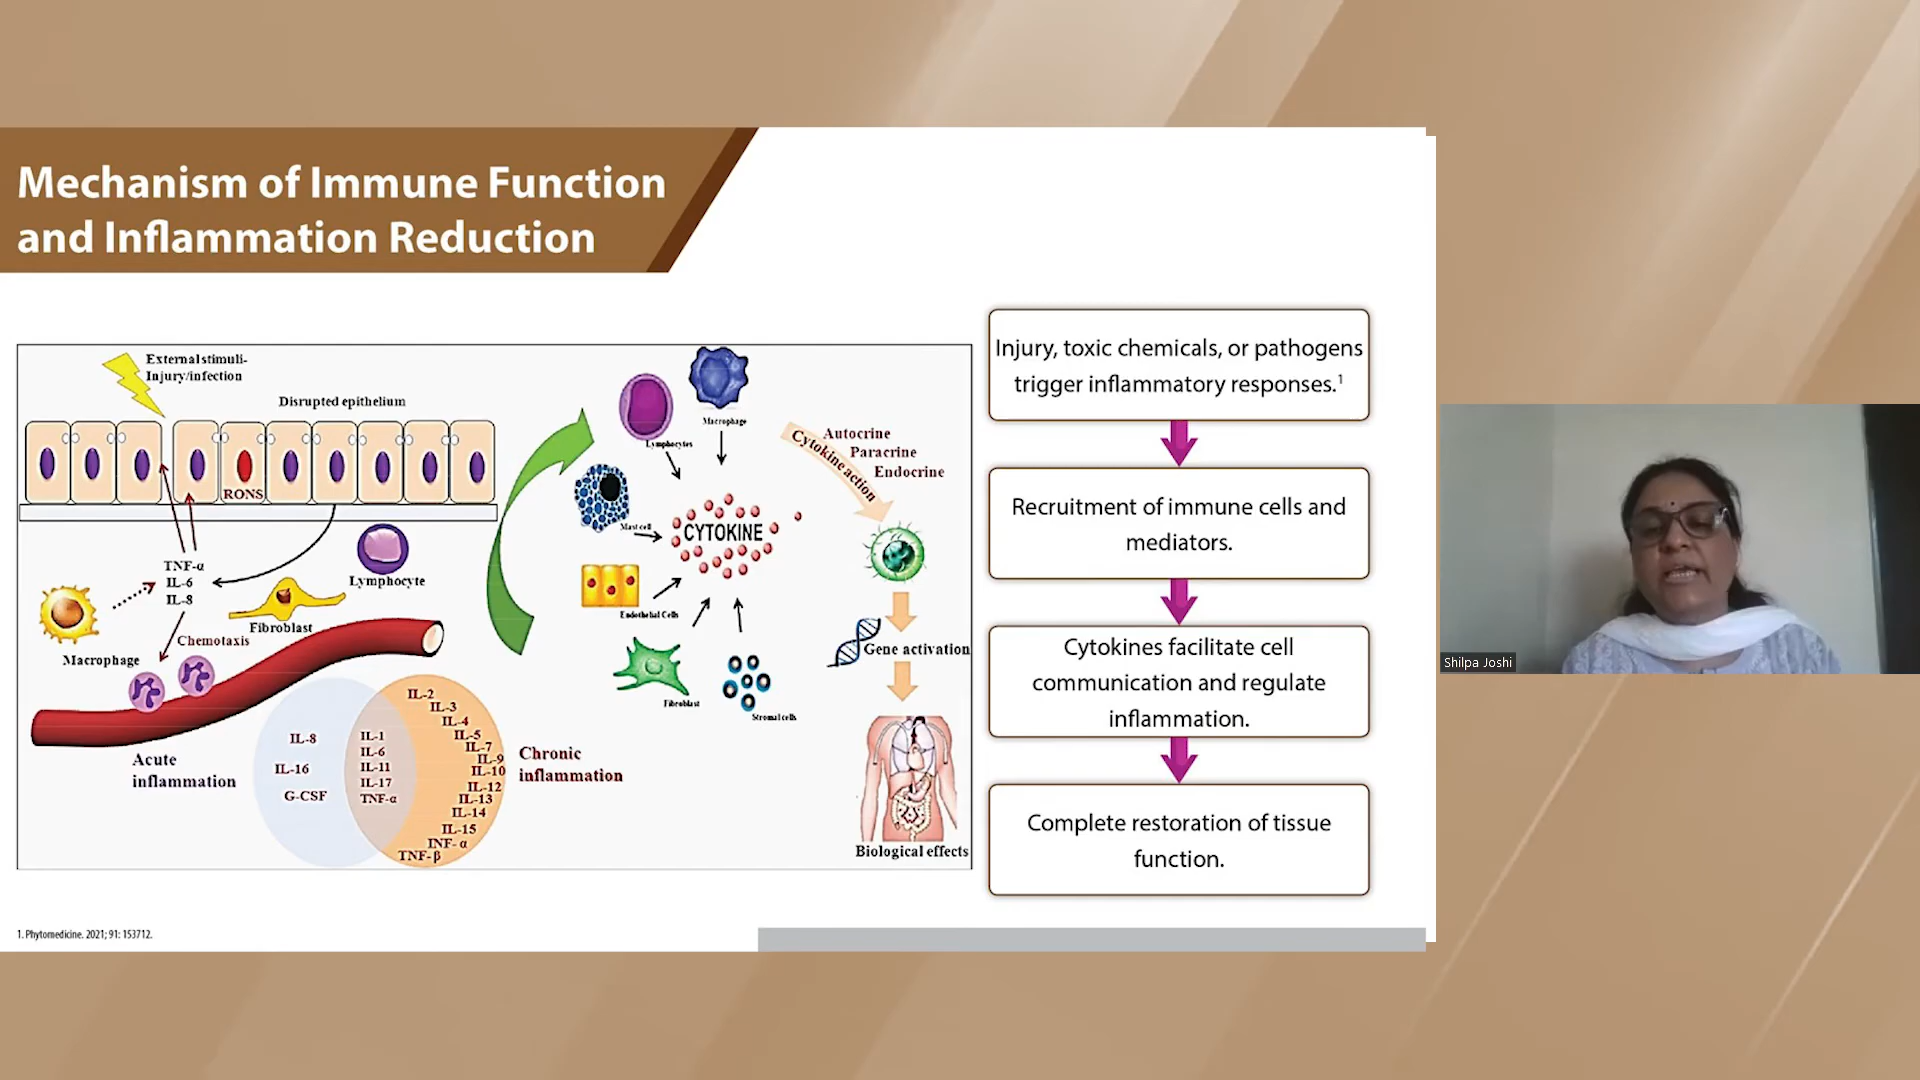 Mechanism of Immune Function
and Inflammation Reduction
External stimuli-
Injury/infection
Disrupted epithelium
RONS
TNF-α
IL-6
IL-8
Lymphocyte
Macrophage
Fibroblast
Chemotaxis
Acute
inflammation
IL-8
IL-16
G-CSF
IL-1
IL-6
IL-11
IL-17
TNF-α
IL-2
IL-3
IL-4
IL-5
IL-7
IL-9
IL-10
IL-12
IL-13
IL-14
IL-15
INF- α
TNF-β
Chronic
inflammation
Lymphocytes
Macrophage
Mast cell
CYTOKINE
Endothelial Cells
Fibroblast
Stromal cells
Cytokine action
Autocrine
Paracrine
Endocrine
Gene activation
Biological effects
Injury, toxic chemicals, or pathogens
trigger inflammatory responses.¹
Recruitment of immune cells and
mediators.
Cytokines facilitate cell
communication and regulate
inflammation.
Complete restoration of tissue
function.
1. Phytomedicine. 2021; 91: 153712.
Shilpa Joshi